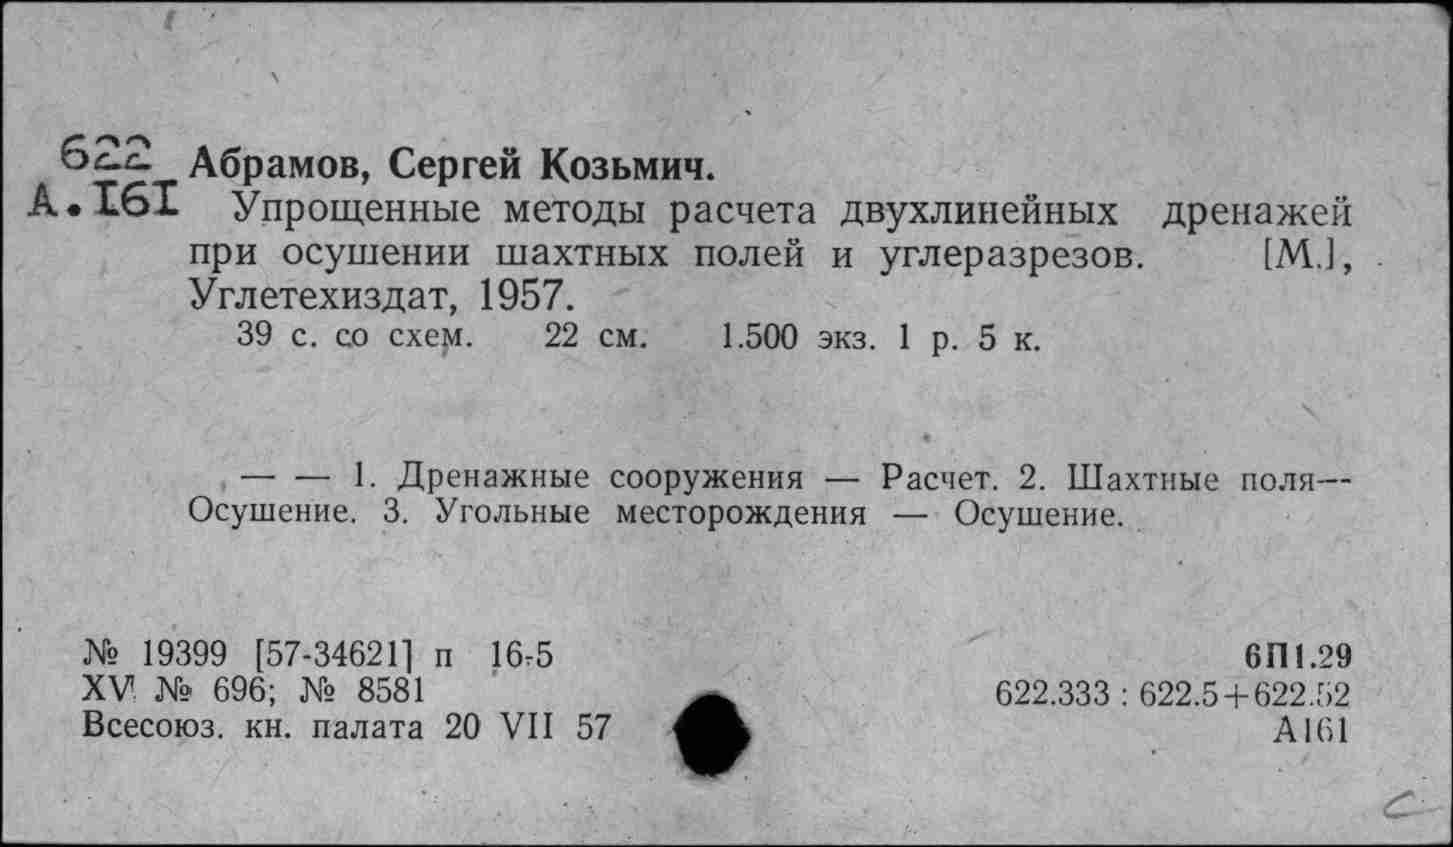 622 Абрамов, Сергей Козьмич.
А.I6I Упрощенные методы расчета двухлинейных дренажей
при осушении шахтных полей и углеразрезов. [М.],
Углетехиздат, 1957.
39 с. со схем. 22 см. 1.500 экз. 1 р. 5 к.
— — 1. Дренажные сооружения — Расчет. 2. Шахтные поля—
Осушение. 3. Угольные месторождения — Осушение.
№ 19399 [57-34621] п 16-5 6П1.29
XVI № 696; № 8581 622.333 : 622.5+622.52
Всесоюз. кн. палата 20 VII 57 А161